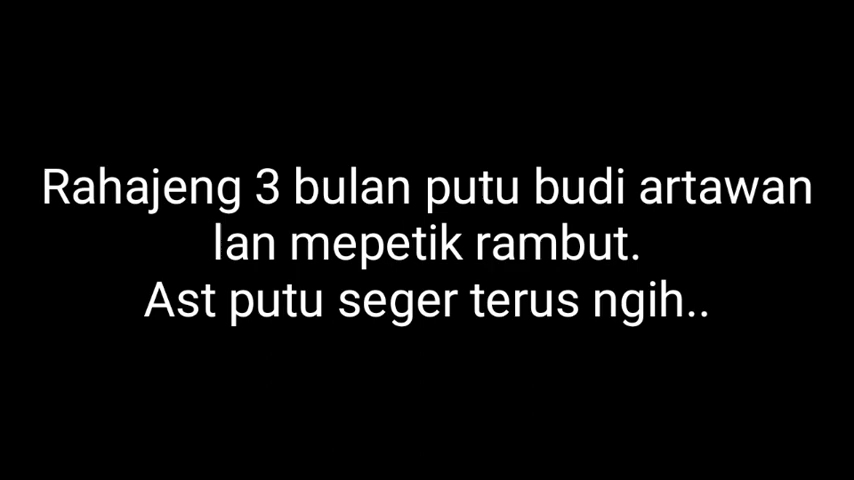 Rahajeng 3 bulan putu budi artawan
lan mepetik rambut.
Ast putu seger terus ngih..